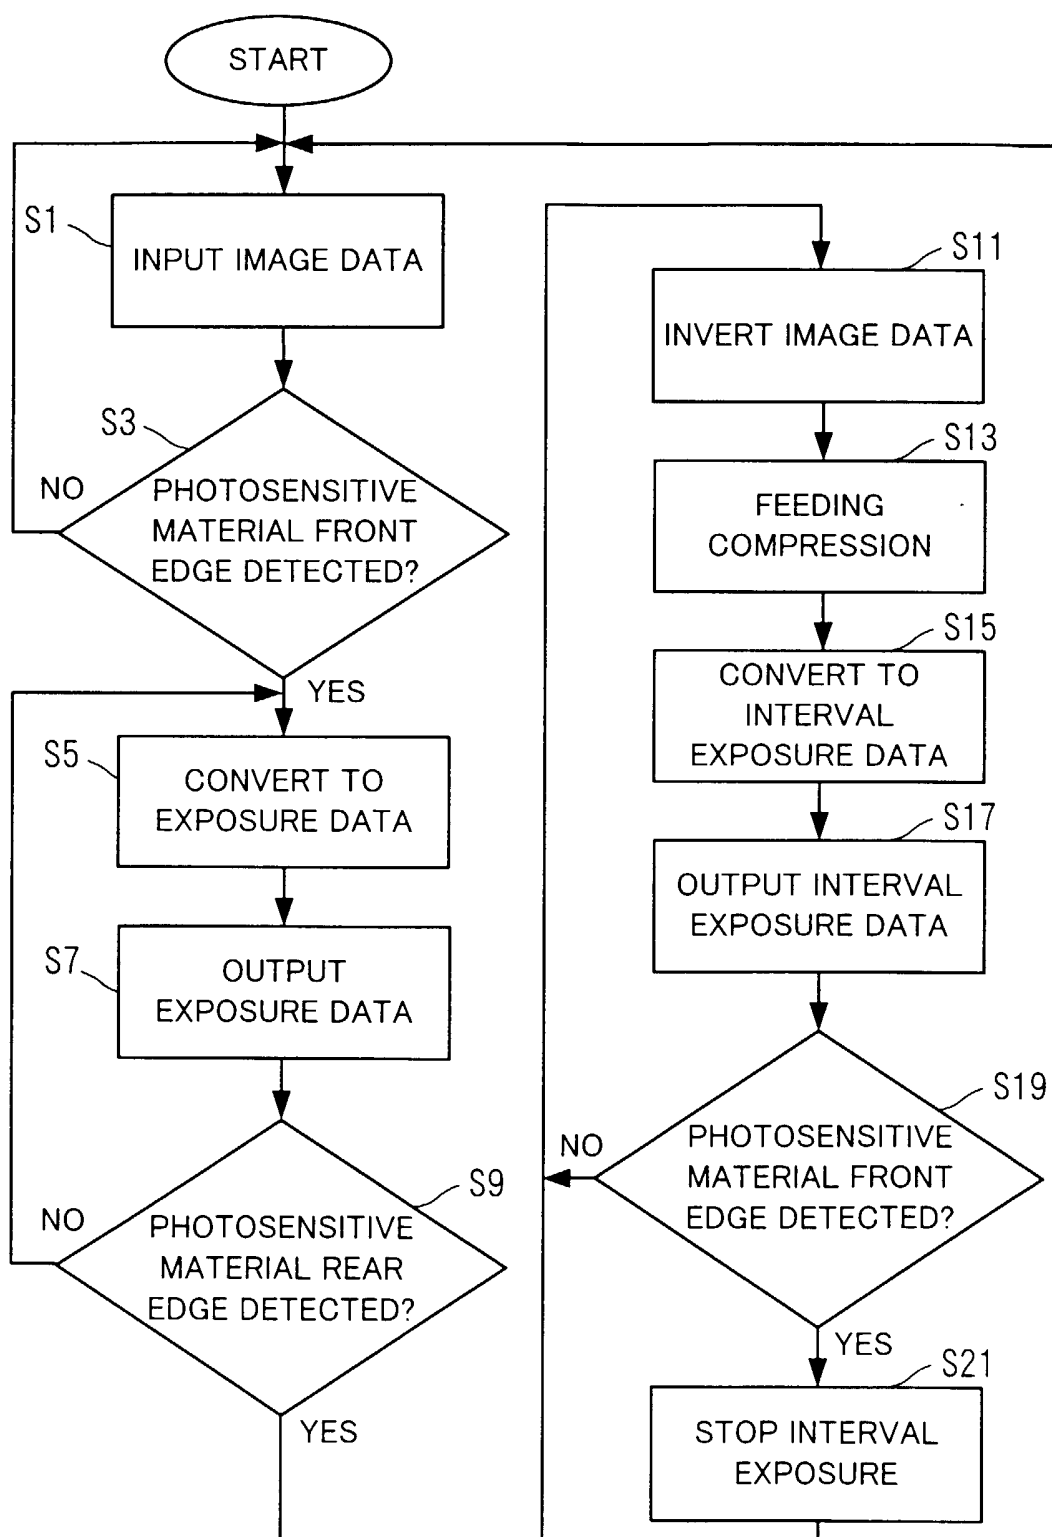 START
S1
INPUT IMAGE DATA
S3
NO
PHOTOSENSITIVE
MATERIAL FRONT
EDGE DETECTED?
YES
S5
CONVERT TO
EXPOSURE DATA
S7
OUTPUT
EXPOSURE DATA
S9
NO
PHOTOSENSITIVE
MATERIAL REAR
EDGE DETECTED?
YES
S11
INVERT IMAGE DATA
S13
FEEDING
COMPRESSION
S15
CONVERT TO
INTERVAL
EXPOSURE DATA
S17
OUTPUT INTERVAL
EXPOSURE DATA
S19
NO
PHOTOSENSITIVE
MATERIAL FRONT
EDGE DETECTED?
YES
S21
STOP INTERVAL
EXPOSURE